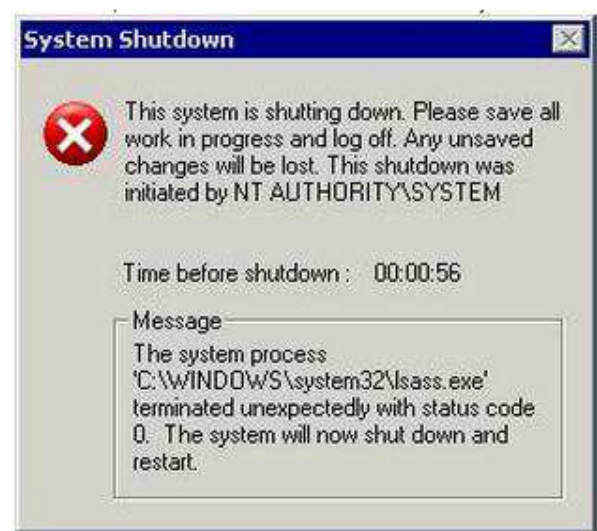 System Shutdown
This system is shutting down. Please save all
work in progress and log off. Any unsaved
changes will be lost. This shutdown was
initiated by NT AUTHORITY\SYSTEM
Time before shutdown : 00:00:56
Message
The system process
'C:\WINDOWS\system32\lsass.exe'
terminated unexpectedly with status code
0. The system will now shut down and
restart.